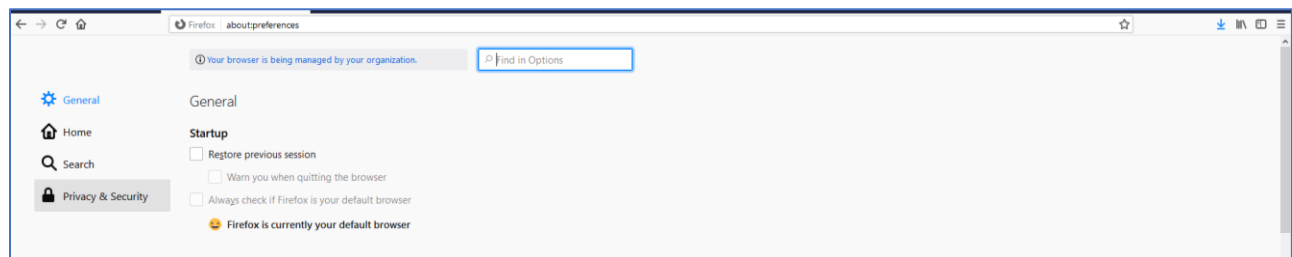 Firefox about:preferences
Your browser is being managed by your organization.
Find in Options
General
General
Home
Startup
Restore previous session
Search
Warn you when quitting the browser
Privacy & Security
Always check if Firefox is your default browser
Firefox is currently your default browser